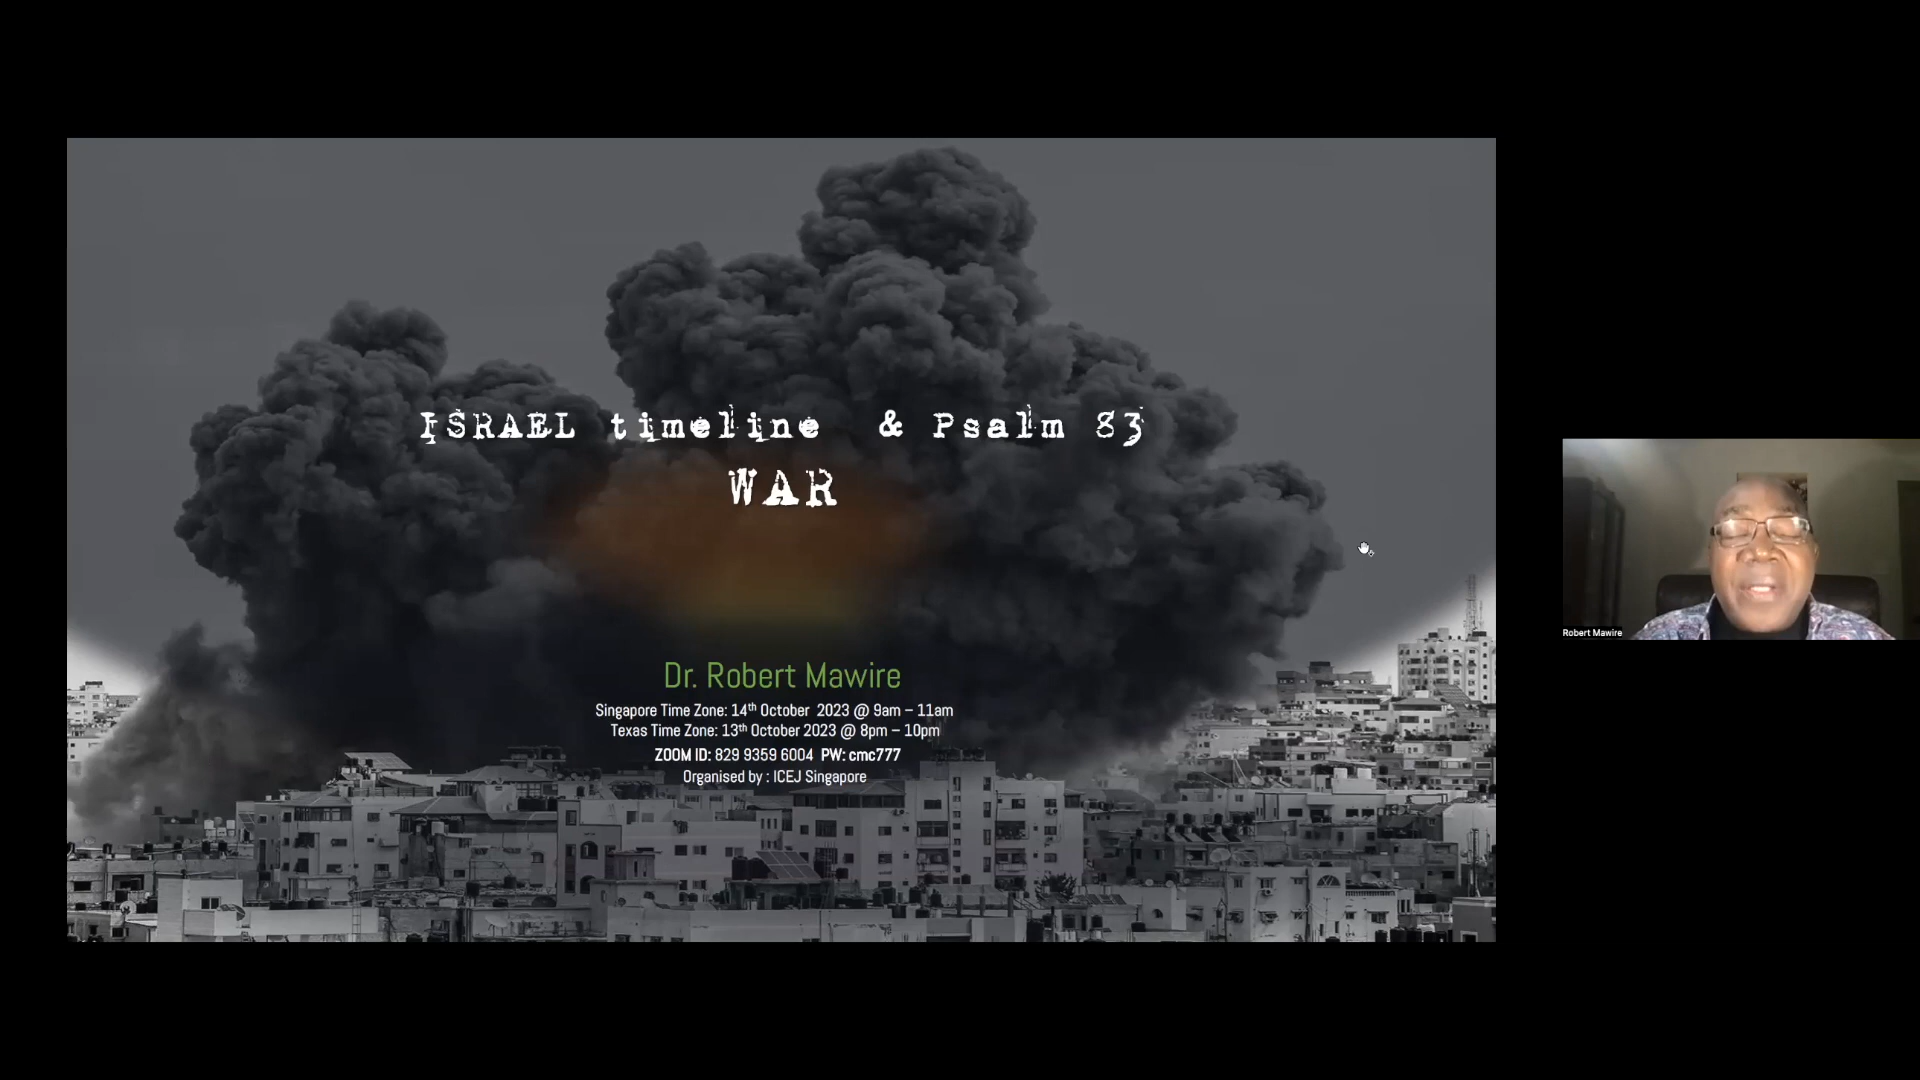 ISRAEL timeline & Psalm 83
WAR
Dr. Robert Mawire
Singapore Time Zone: 14th October 2023 @ 9am – 11am
Texas Time Zone: 13th October 2023 @ 8pm – 10pm
ZOOM ID: 829 9359 6004 PW: cmc777
Organised by : ICEJ Singapore
Robert Mawire